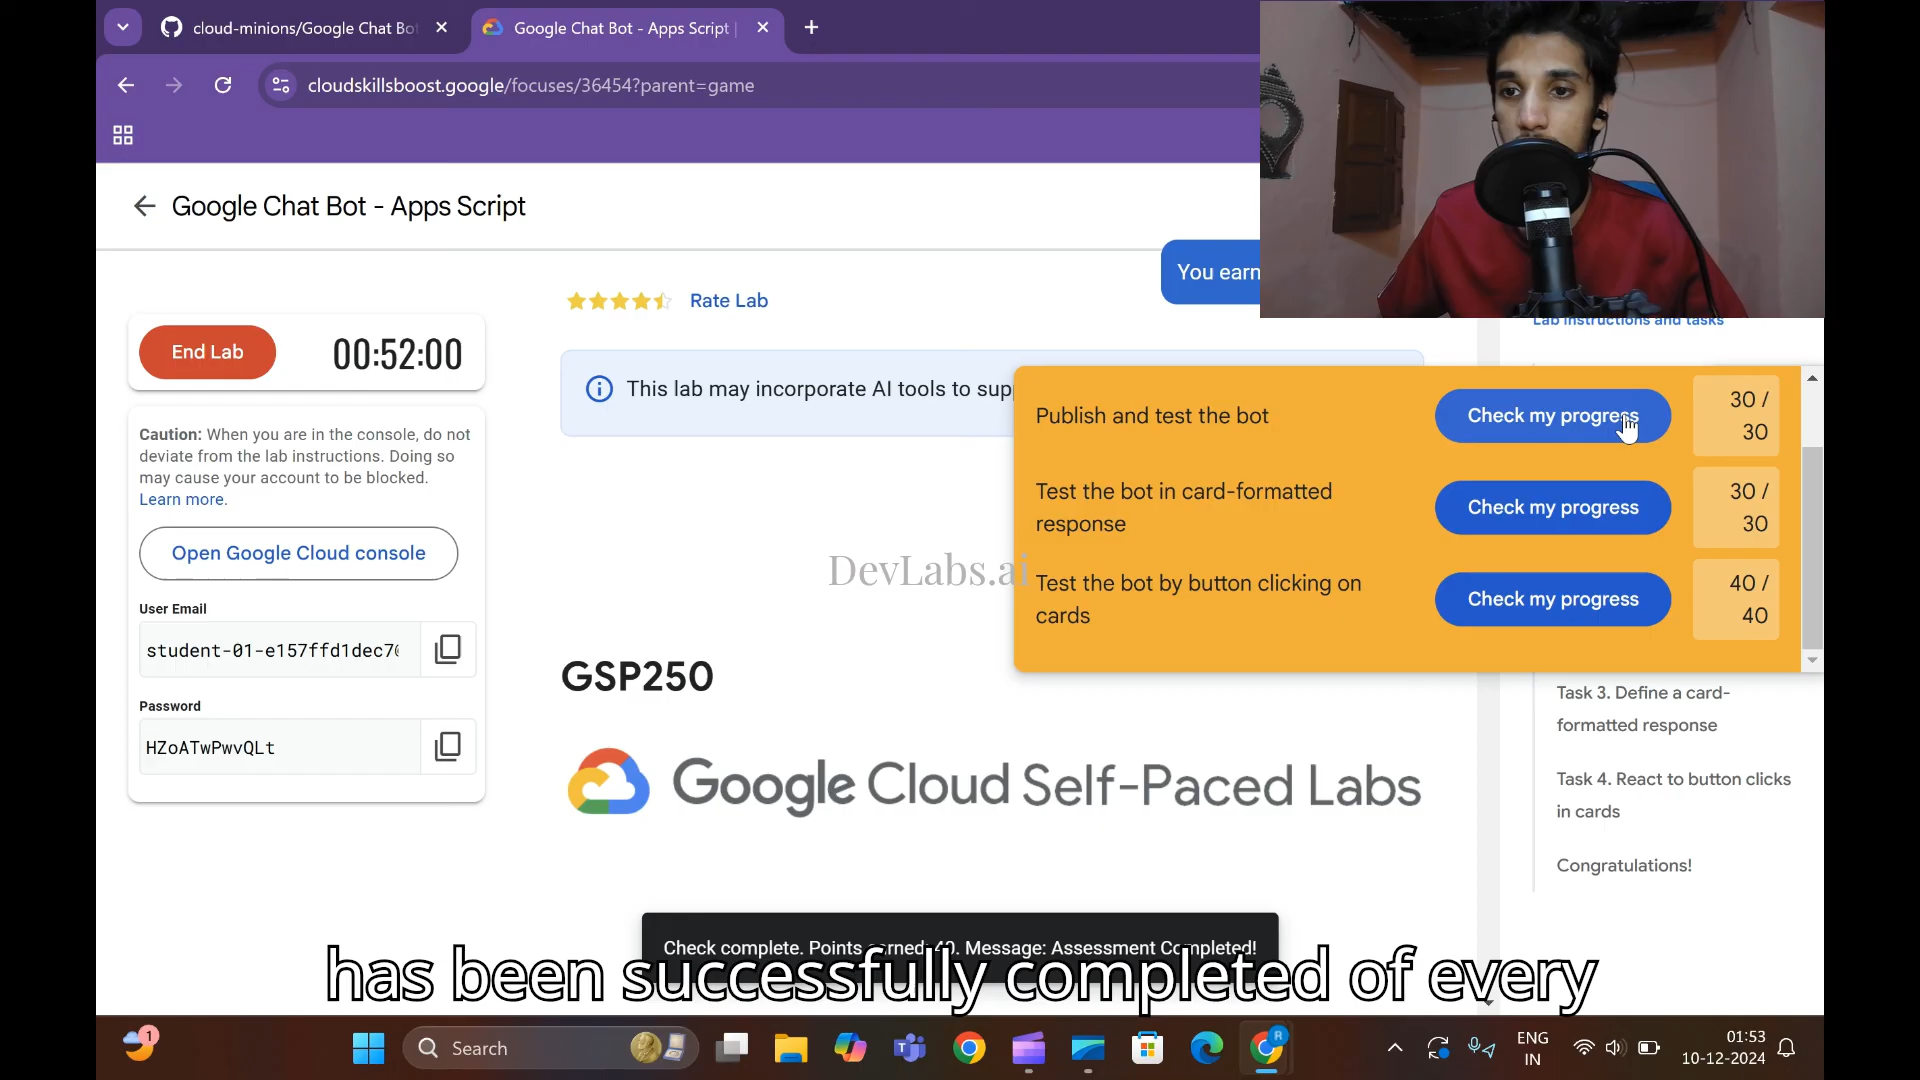 cloud-minions/Google Chat Bo
Google Chat Bot - Apps Script |
cloudskillsboost.google/focuses/36454?parent=game
Google Chat Bot - Apps Script
You earn
Rate Lab
Lab instructions and tasks
End Lab
00:52:00
This lab may incorporate AI tools to sup
Publish and test the bot
Check my progress
30 /
30
Test the bot in card-formatted
response
Check my progress
30 /
30
Test the bot by button clicking on
cards
Check my progress
40 /
40
Caution: When you are in the console, do not
deviate from the lab instructions. Doing so
may cause your account to be blocked.
Learn more.
Open Google Cloud console
User Email
student-01-e157ffd1dec70
Password
HZoATwPwvQLt
DevLabs.ai
GSP250
Google Cloud Self-Paced Labs
Task 3. Define a card-
formatted response
Task 4. React to button clicks
in cards
Congratulations!
Check complete. Points earned: 40. Message: Assessment Completed!
has been successfully completed of every
1
Search
R
ENG
IN
01:53
10-12-2024